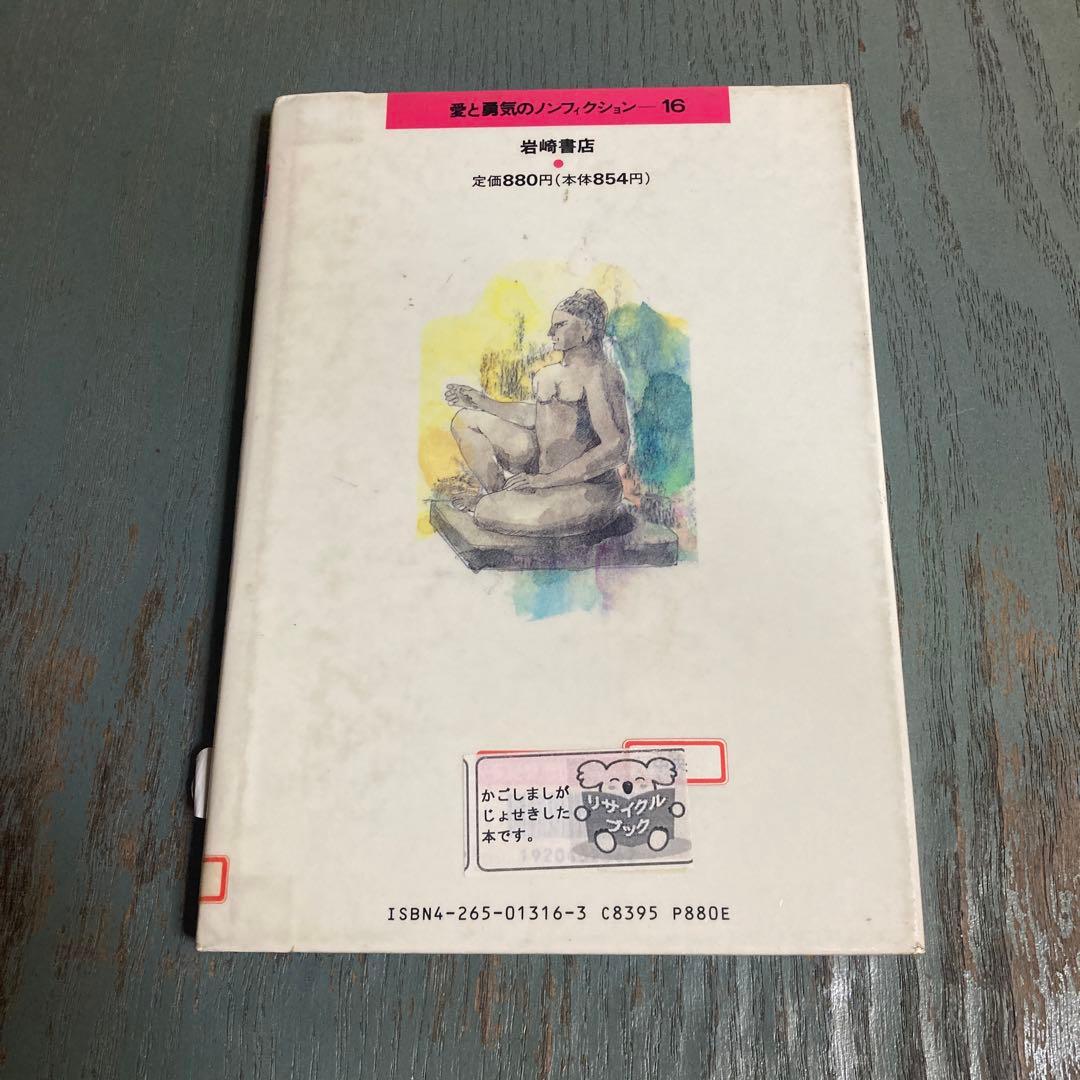 愛と勇気のノンフィクション—16
岩崎書店
定価880円(本体854円)
かごしましが
じょせきした
本です。
リサイクル
ブック
ISBN4-265-01316-3 C8395 P880E